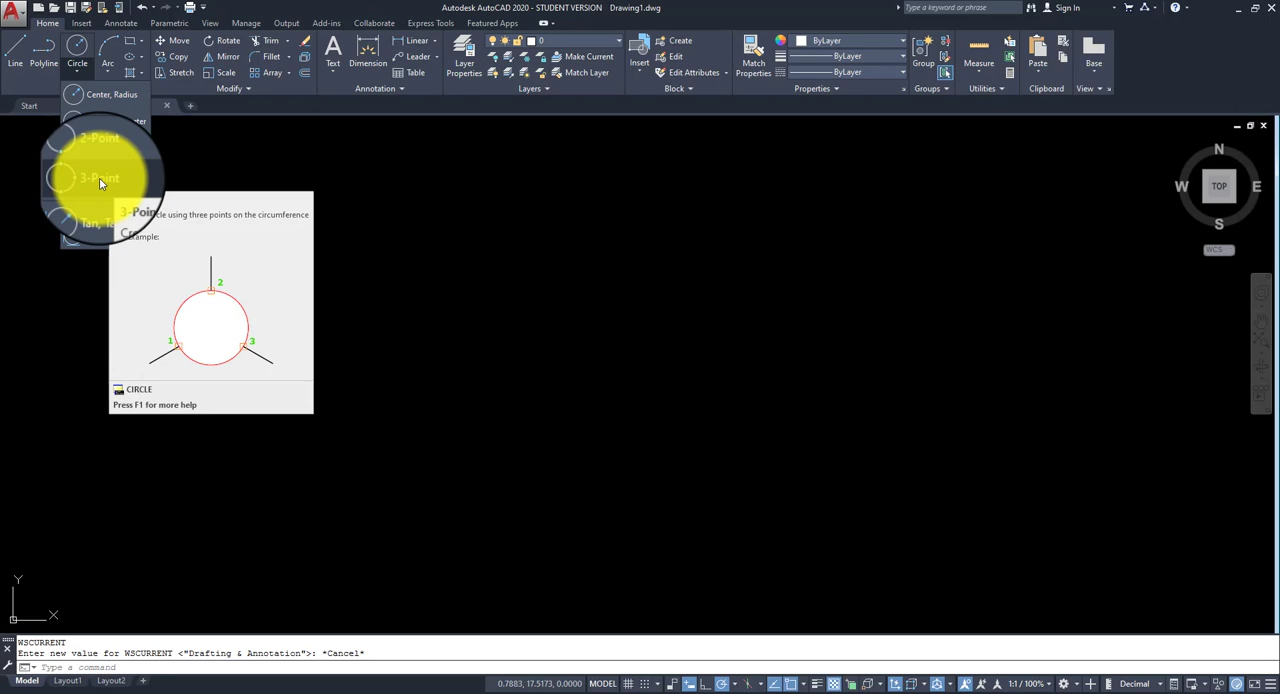 Autodesk AutoCAD 2020 - STUDENT VERSION Drawing1.dwg
Type a keyword or phrase
Sign In
Home Insert Annotate Parametric View Manage Output Add-ins Collaborate Express Tools Featured Apps
Line Polyline Circle Arc
Move Rotate Trim
Copy Mirror Fillet
Stretch Scale Array
Modify
Text Dimension
Linear
Leader
Table
Annotation
Layer Properties
0
Make Current
Match Layer
Layers
Insert
Create
Edit
Edit Attributes
Block
Match Properties
ByLayer
ByLayer
ByLayer
Properties
Group
Groups
Measure
Utilities
Paste
Clipboard
Base
View
Start
Center, Radius
2-Point
3-Point
Tan,
using three points on the circumference
2
1
3
CIRCLE
Press F1 for more help
N
W TOP E
S
WCS
Y
X
WSCURRENT
Enter new value for WSCURRENT <"Drafting & Annotation">: *Cancel*
Type a command
Model Layout1 Layout2
0.7883, 17.5173, 0.0000 MODEL
1:1 / 100%
Decimal